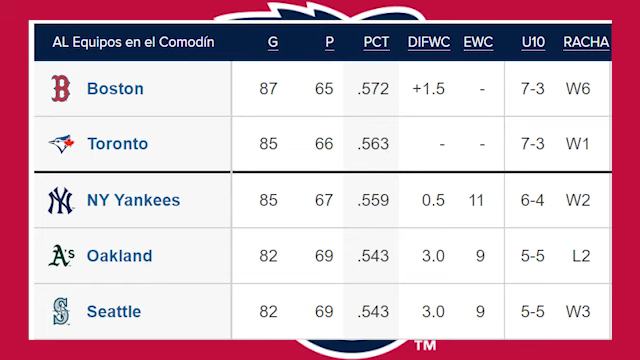 AL Equipos en el Comodín G P PCT DIFWC EWC U10 RACHA
B Boston 87 65 .572 +1.5 - 7-3 W6
Toronto 85 66 .563 - - 7-3 W1
NY NY Yankees 85 67 .559 0.5 11 6-4 W2
A's Oakland 82 69 .543 3.0 9 5-5 L2
S Seattle 82 69 .543 3.0 9 5-5 W3
TM